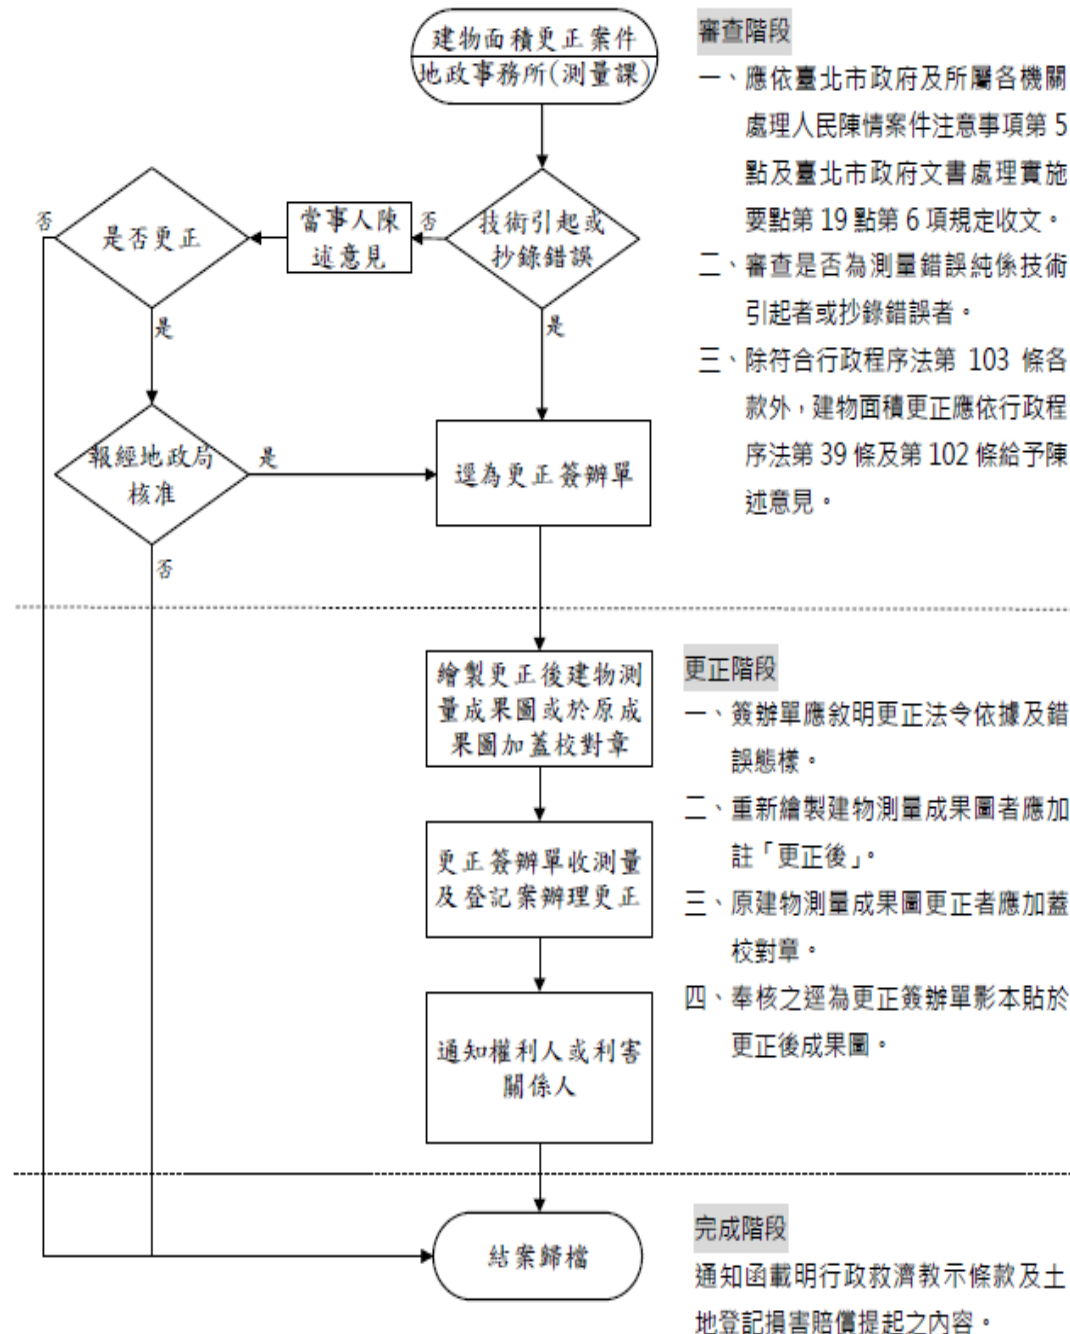 建物面積更正案件
地政事務所(測量課)
技術引起或
抄錄錯誤
否
當事人陳
述意見
是否更正
否
是
是
報經地政局
核准
是
否
逕為更正簽辦單
繪製更正後建物測
量成果圖或於原成
果圖加蓋校對章
更正簽辦單收測量
及登記案辦理更正
通知權利人或利害
關係人
結案歸檔
審查階段
一、應依臺北市政府及所屬各機關
處理人民陳情案件注意事項第 5
點及臺北市政府文書處理實施
要點第 19 點第 6 項規定收文。
二、審查是否為測量錯誤純係技術
引起者或抄錄錯誤者。
三、除符合行政程序法第 103 條各
款外，建物面積更正應依行政程
序法第 39 條及第 102 條給予陳
述意見。
更正階段
一、簽辦單應敘明更正法令依據及錯
誤態樣。
二、重新繪製建物測量成果圖者應加
註「更正後」。
三、原建物測量成果圖更正者應加蓋
校對章。
四、奉核之逕為更正簽辦單影本貼於
更正後成果圖。
完成階段
通知函載明行政救濟教示條款及土
地登記損害賠償提起之內容。